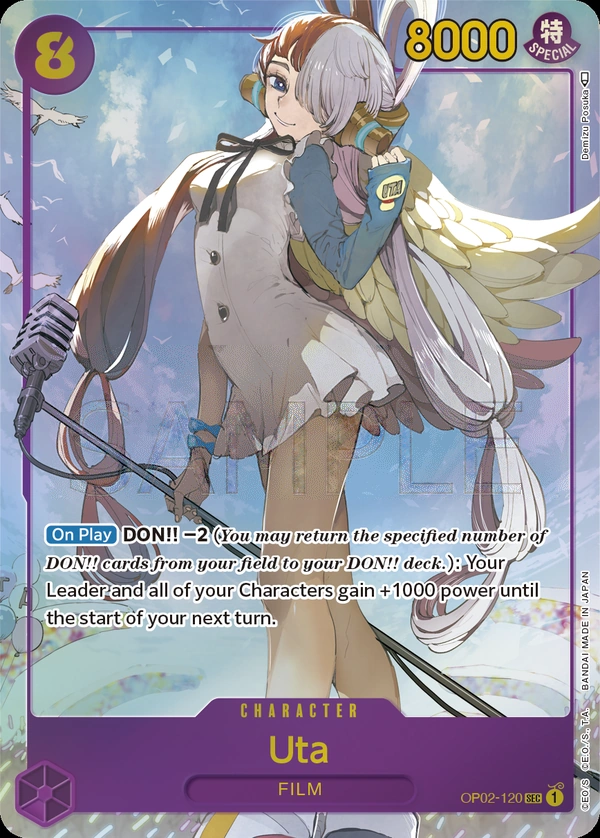 8
8000
特
SPECIAL
Demizu Posuka
UTA
SAMPLE
On Play DON!! −2 (You may return the specified number of
DON!! cards from your field to your DON!! deck.): Your
Leader and all of your Characters gain +1000 power until
the start of your next turn.
CHARACTER
Uta
FILM
OP02-120 SEC 1
©EO/S, ©E.O./S., T.A. BANDAI MADE IN JAPAN